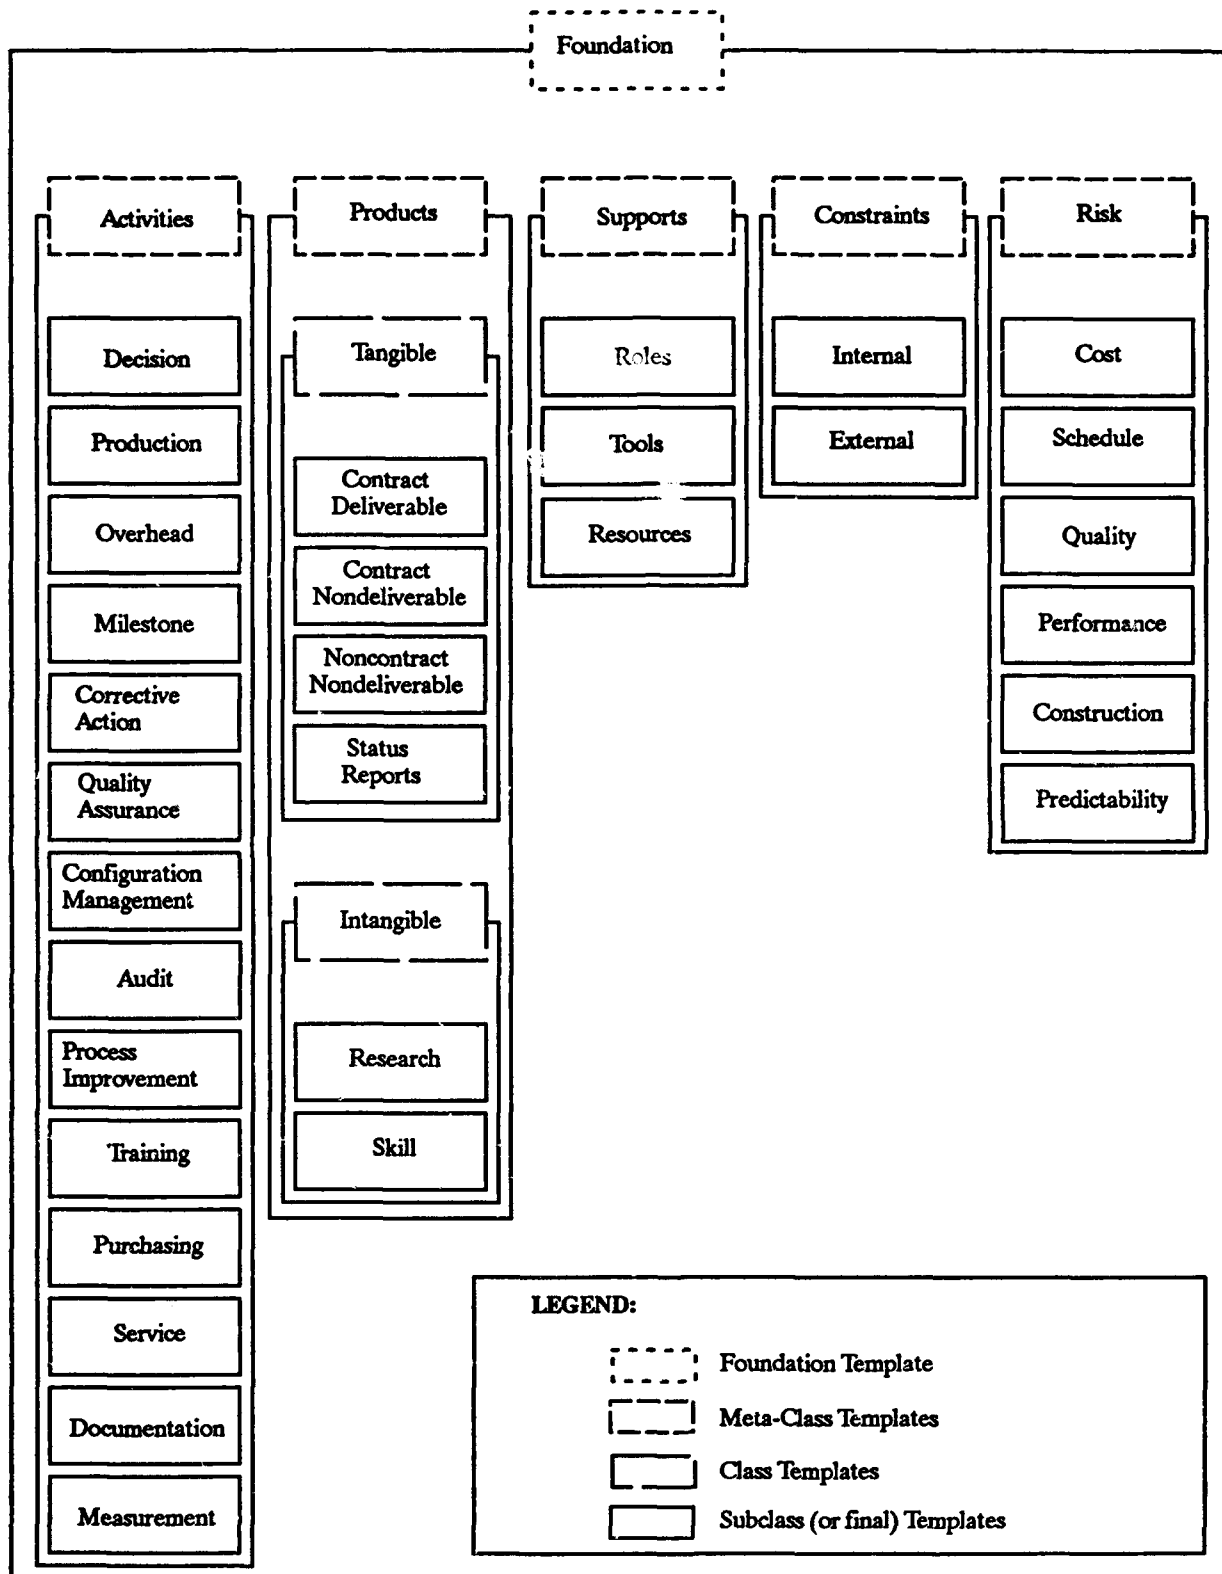 Foundation
Activities
Products
Supports
Constraints
Risk
Decision
Production
Overhead
Milestone
Corrective
Action
Quality
Assurance
Configuration
Management
Audit
Process
Improvement
Training
Purchasing
Service
Documentation
Measurement
Tangible
Contract
Deliverable
Contract
Nondeliverable
Noncontract
Nondeliverable
Status
Reports
Intangible
Research
Skill
Roles
Tools
Resources
Internal
External
Cost
Schedule
Quality
Performance
Construction
Predictability
LEGEND:
Foundation Template
Meta-Class Templates
Class Templates
Subclass (or final) Templates